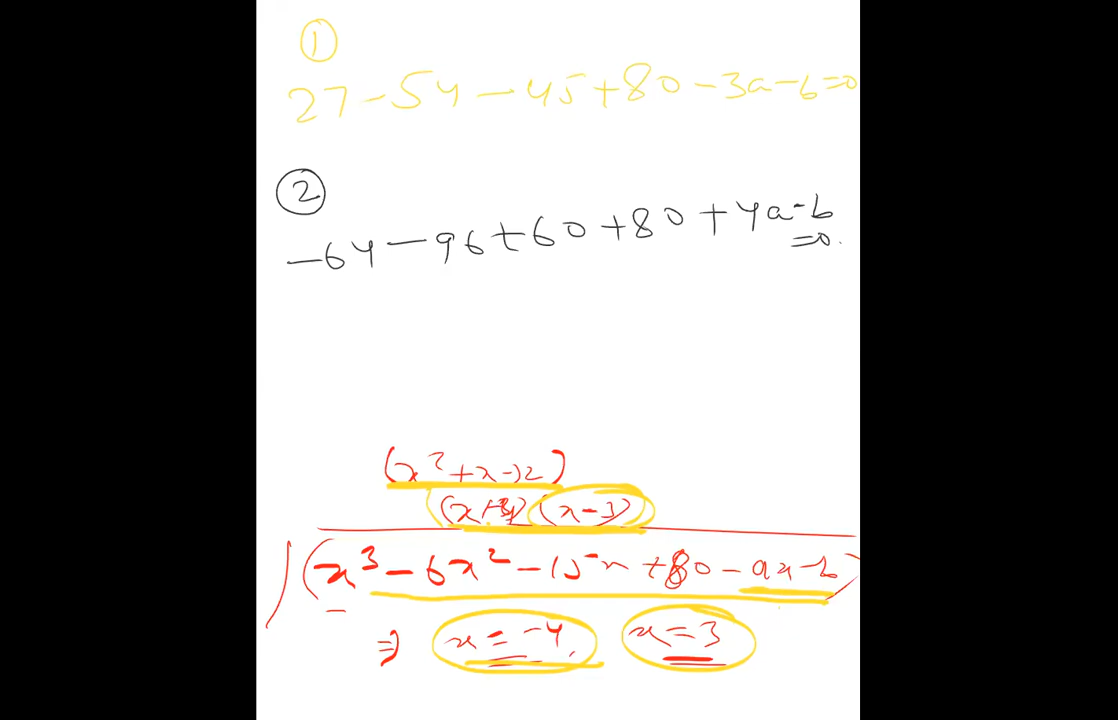 ①
27 - 54 - 45 + 80 - 3a - b = 0
②
-64 - 96 + 60 + 80 + 4a - b
= 0.
(x² + x - 12)
(x+4) (x-3)
(x³ - 6x² - 15x + 80 - ax - b)
⇒ x = -4, x = 3